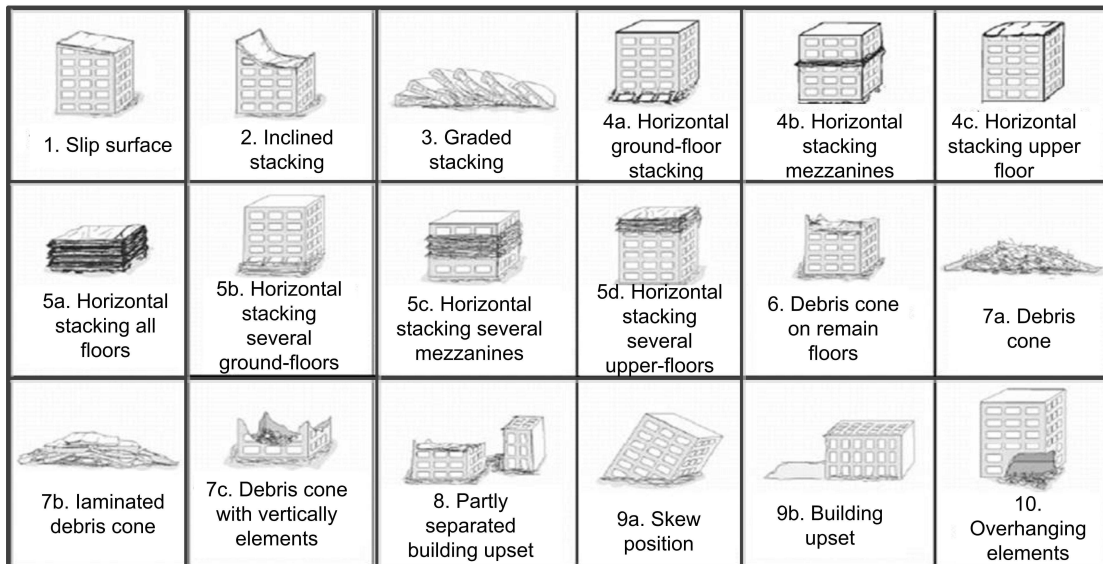 1. Slip surface
2. Inclined
stacking
3. Graded
stacking
4a. Horizontal
ground-floor
stacking
4b. Horizontal
stacking
mezzanines
4c. Horizontal
stacking upper
floor
5a. Horizontal
stacking all
floors
5b. Horizontal
stacking
several
ground-floors
5c. Horizontal
stacking several
mezzanines
5d. Horizontal
stacking
several
upper-floors
6. Debris cone
on remain
floors
7a. Debris
cone
7b. laminated
debris cone
7c. Debris cone
with vertically
elements
8. Partly
separated
building upset
9a. Skew
position
9b. Building
upset
10.
Overhanging
elements